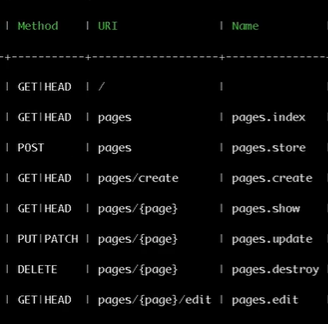 | Method | URI | Name
-+----------+------------------+---------------
| GET|HEAD | / |
| GET|HEAD | pages | pages.index
| POST | pages | pages.store
| GET|HEAD | pages/create | pages.create
| GET|HEAD | pages/{page} | pages.show
| PUT|PATCH | pages/{page} | pages.update
| DELETE | pages/{page} | pages.destroy
| GET|HEAD | pages/{page}/edit | pages.edit